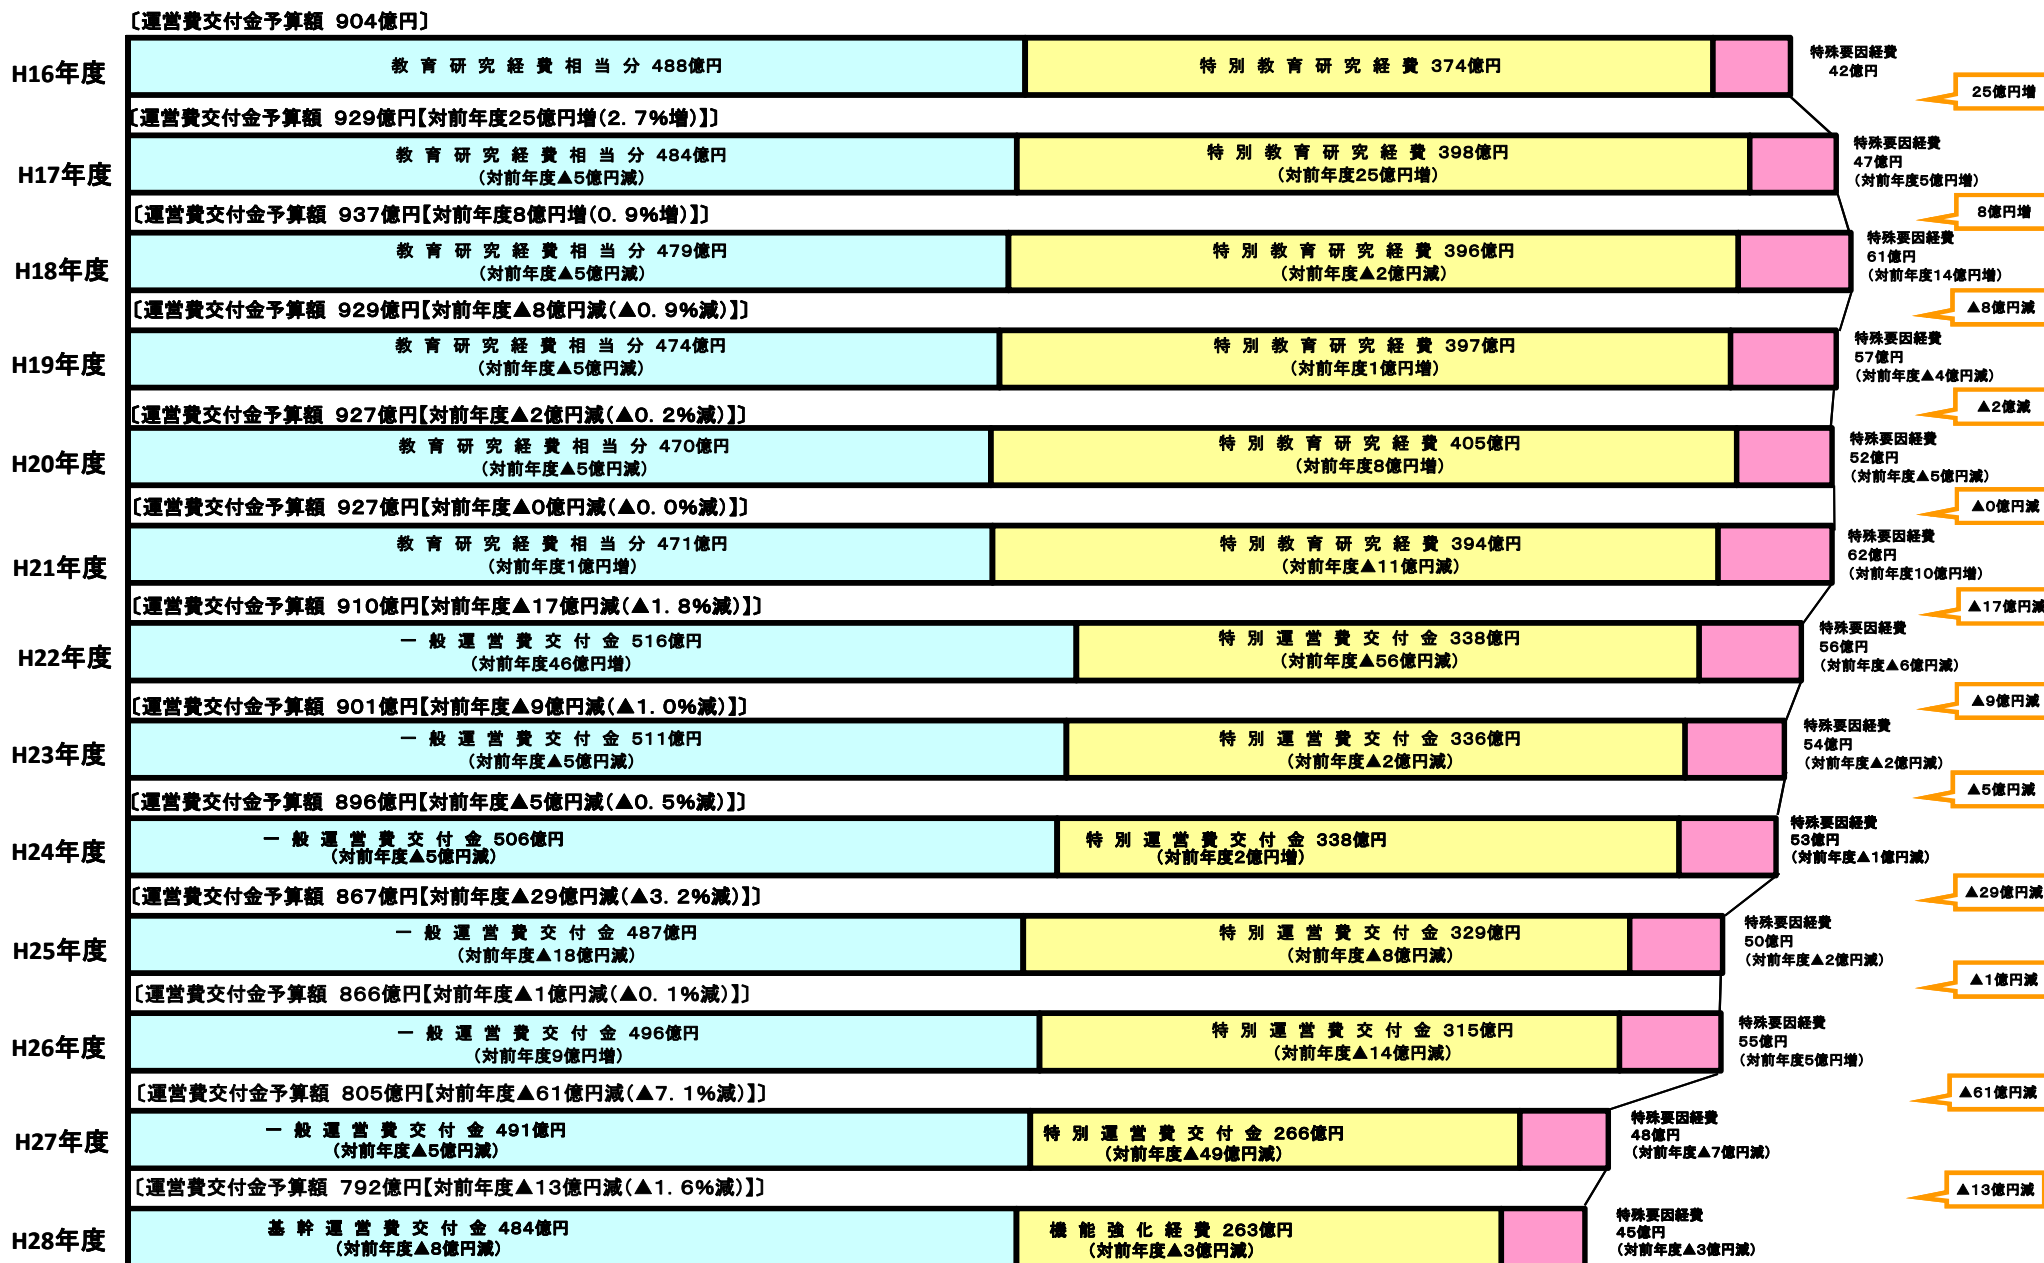 〔運営費交付金予算額 904億円〕
H16年度
教育研究経費相当分 488億円
特別教育研究経費 374億円
特殊要因経費
42億円
25億円増
〔運営費交付金予算額 929億円【対前年度25億円増(2.7%増)】〕
H17年度
教育研究経費相当分 484億円
(対前年度▲5億円減)
特別教育研究経費 398億円
(対前年度25億円増)
特殊要因経費
47億円
(対前年度5億円増)
8億円増
〔運営費交付金予算額 937億円【対前年度8億円増(0.9%増)】〕
H18年度
教育研究経費相当分 479億円
(対前年度▲5億円減)
特別教育研究経費 396億円
(対前年度▲2億円減)
特殊要因経費
61億円
(対前年度14億円増)
▲8億円減
〔運営費交付金予算額 929億円【対前年度▲8億円減(▲0.9%減)】〕
H19年度
教育研究経費相当分 474億円
(対前年度▲5億円減)
特別教育研究経費 397億円
(対前年度1億円増)
特殊要因経費
57億円
(対前年度▲4億円減)
▲2億減
〔運営費交付金予算額 927億円【対前年度▲2億円減(▲0.2%減)】〕
H20年度
教育研究経費相当分 470億円
(対前年度▲5億円減)
特別教育研究経費 405億円
(対前年度8億円増)
特殊要因経費
52億円
(対前年度▲5億円減)
▲0億円減
〔運営費交付金予算額 927億円【対前年度▲0億円減(▲0.0%減)】〕
H21年度
教育研究経費相当分 471億円
(対前年度1億円増)
特別教育研究経費 394億円
(対前年度▲11億円減)
特殊要因経費
62億円
(対前年度10億円増)
▲17億円減
〔運営費交付金予算額 910億円【対前年度▲17億円減(▲1.8%減)】〕
H22年度
一般運営費交付金 516億円
(対前年度46億円増)
特別運営費交付金 338億円
(対前年度▲56億円減)
特殊要因経費
56億円
(対前年度▲6億円減)
▲9億円減
〔運営費交付金予算額 901億円【対前年度▲9億円減(▲1.0%減)】〕
H23年度
一般運営費交付金 511億円
(対前年度▲5億円減)
特別運営費交付金 336億円
(対前年度▲2億円減)
特殊要因経費
54億円
(対前年度▲2億円減)
▲5億円減
〔運営費交付金予算額 896億円【対前年度▲5億円減(▲0.5%減)】〕
H24年度
一般運営費交付金 506億円
(対前年度▲5億円減)
特別運営費交付金 338億円
(対前年度2億円増)
特殊要因経費
53億円
(対前年度▲1億円減)
▲29億円減
〔運営費交付金予算額 867億円【対前年度▲29億円減(▲3.2%減)】〕
H25年度
一般運営費交付金 487億円
(対前年度▲18億円減)
特別運営費交付金 329億円
(対前年度▲8億円減)
特殊要因経費
50億円
(対前年度▲2億円減)
▲1億円減
〔運営費交付金予算額 866億円【対前年度▲1億円減(▲0.1%減)】〕
H26年度
一般運営費交付金 496億円
(対前年度9億円増)
特別運営費交付金 315億円
(対前年度▲14億円減)
特殊要因経費
55億円
(対前年度5億円増)
▲61億円減
〔運営費交付金予算額 805億円【対前年度▲61億円減(▲7.1%減)】〕
H27年度
一般運営費交付金 491億円
(対前年度▲5億円減)
特別運営費交付金 266億円
(対前年度▲49億円減)
特殊要因経費
48億円
(対前年度▲7億円減)
▲13億円減
〔運営費交付金予算額 792億円【対前年度▲13億円減(▲1.6%減)】〕
H28年度
基幹運営費交付金 484億円
(対前年度▲8億円減)
機能強化経費 263億円
(対前年度▲3億円減)
特殊要因経費
45億円
(対前年度▲3億円減)